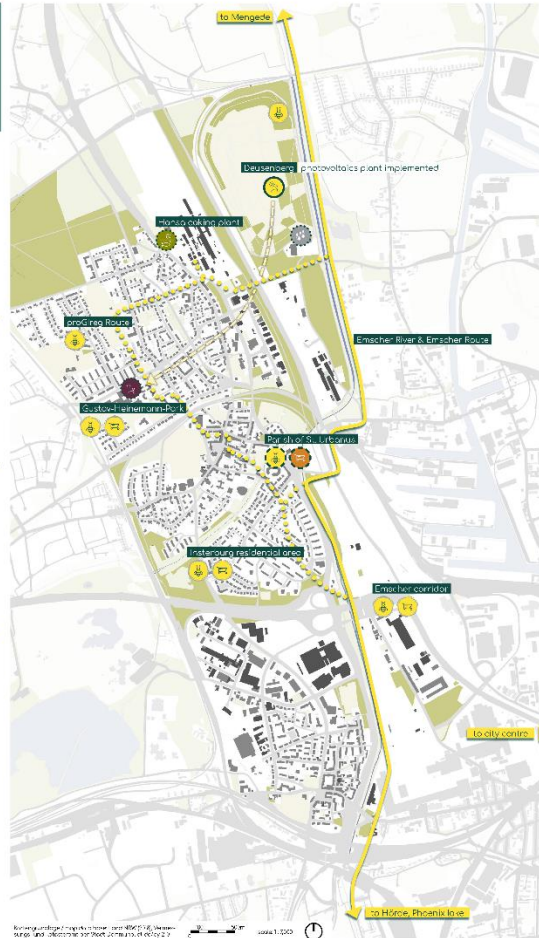 to Mengede
Deusenberg photovoltaics plant implemented
Hansa coking plant
proGIreg Route
Emscher River & Emscher Route
Gustav-Heinemann-Park
Parish of St. Urbanus
Insterburg residential area
Emscher corridor
to city centre
to Hörde, Phoenix lake